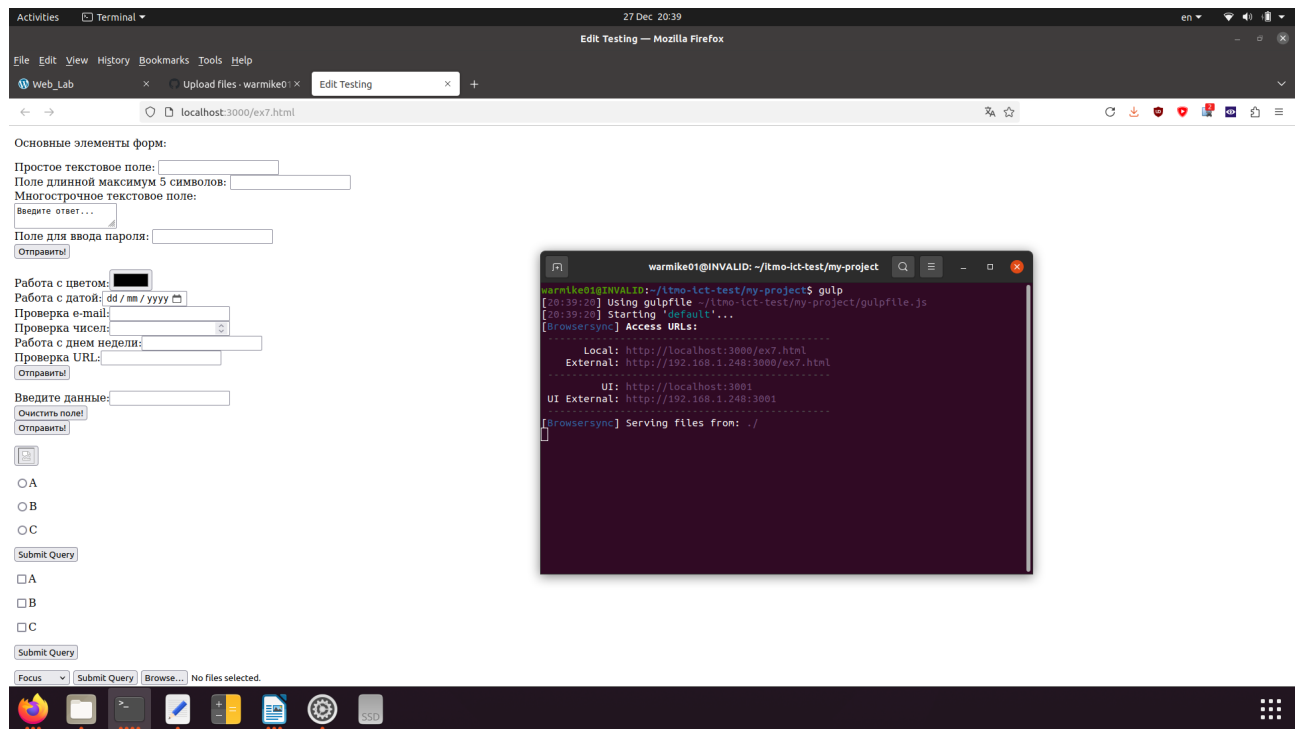 Activities Terminal 27 Dec 20:39 en
Edit Testing — Mozilla Firefox
File Edit View History Bookmarks Tools Help
Web_Lab Upload files - warmike01 Edit Testing
localhost:3000/ex7.html
Основные элементы форм:
Простое текстовое поле:
Поле длинной максимум 5 символов:
Многострочное текстовое поле:
Введите ответ...
Поле для ввода пароля:
Отправить!
Работа с цветом:
Работа с датой: dd / mm / yyyy
Проверка e-mail:
Проверка чисел:
Работа с днем недели:
Проверка URL:
Отправить!
Введите данные:
Очистить поле!
Отправить!
A
B
C
Submit Query
A
B
C
Submit Query
Focus Submit Query Browse... No files selected.
warmike01@INVALID: ~/itmo-ict-test/my-project
warmike01@INVALID:~/itmo-ict-test/my-project$ gulp
[20:39:20] Using gulpfile ~/itmo-ict-test/my-project/gulpfile.js
[20:39:20] Starting 'default'...
[Browsersync] Access URLs:
--------------------------------------
Local: http://localhost:3000/ex7.html
External: http://192.168.1.248:3000/ex7.html
--------------------------------------
UI: http://localhost:3001
UI External: http://192.168.1.248:3001
--------------------------------------
[Browsersync] Serving files from: ./
SSD